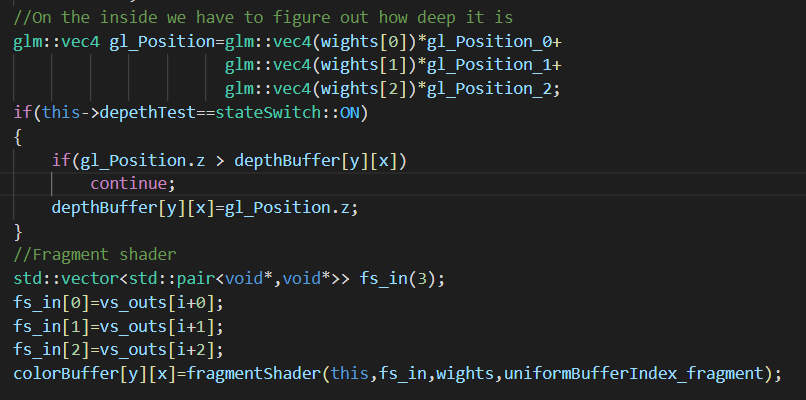 //On the inside we have to figure out how deep it is
glm::vec4 gl_Position=glm::vec4(wights[0])*gl_Position_0+
glm::vec4(wights[1])*gl_Position_1+
glm::vec4(wights[2])*gl_Position_2;
if(this->depethTest==stateSwitch::ON)
{
if(gl_Position.z > depthBuffer[y][x])
continue;
depthBuffer[y][x]=gl_Position.z;
}
//Fragment shader
std::vector<std::pair<void*,void*>> fs_in(3);
fs_in[0]=vs_outs[i+0];
fs_in[1]=vs_outs[i+1];
fs_in[2]=vs_outs[i+2];
colorBuffer[y][x]=fragmentShader(this,fs_in,wights,uniformBufferIndex_fragment);